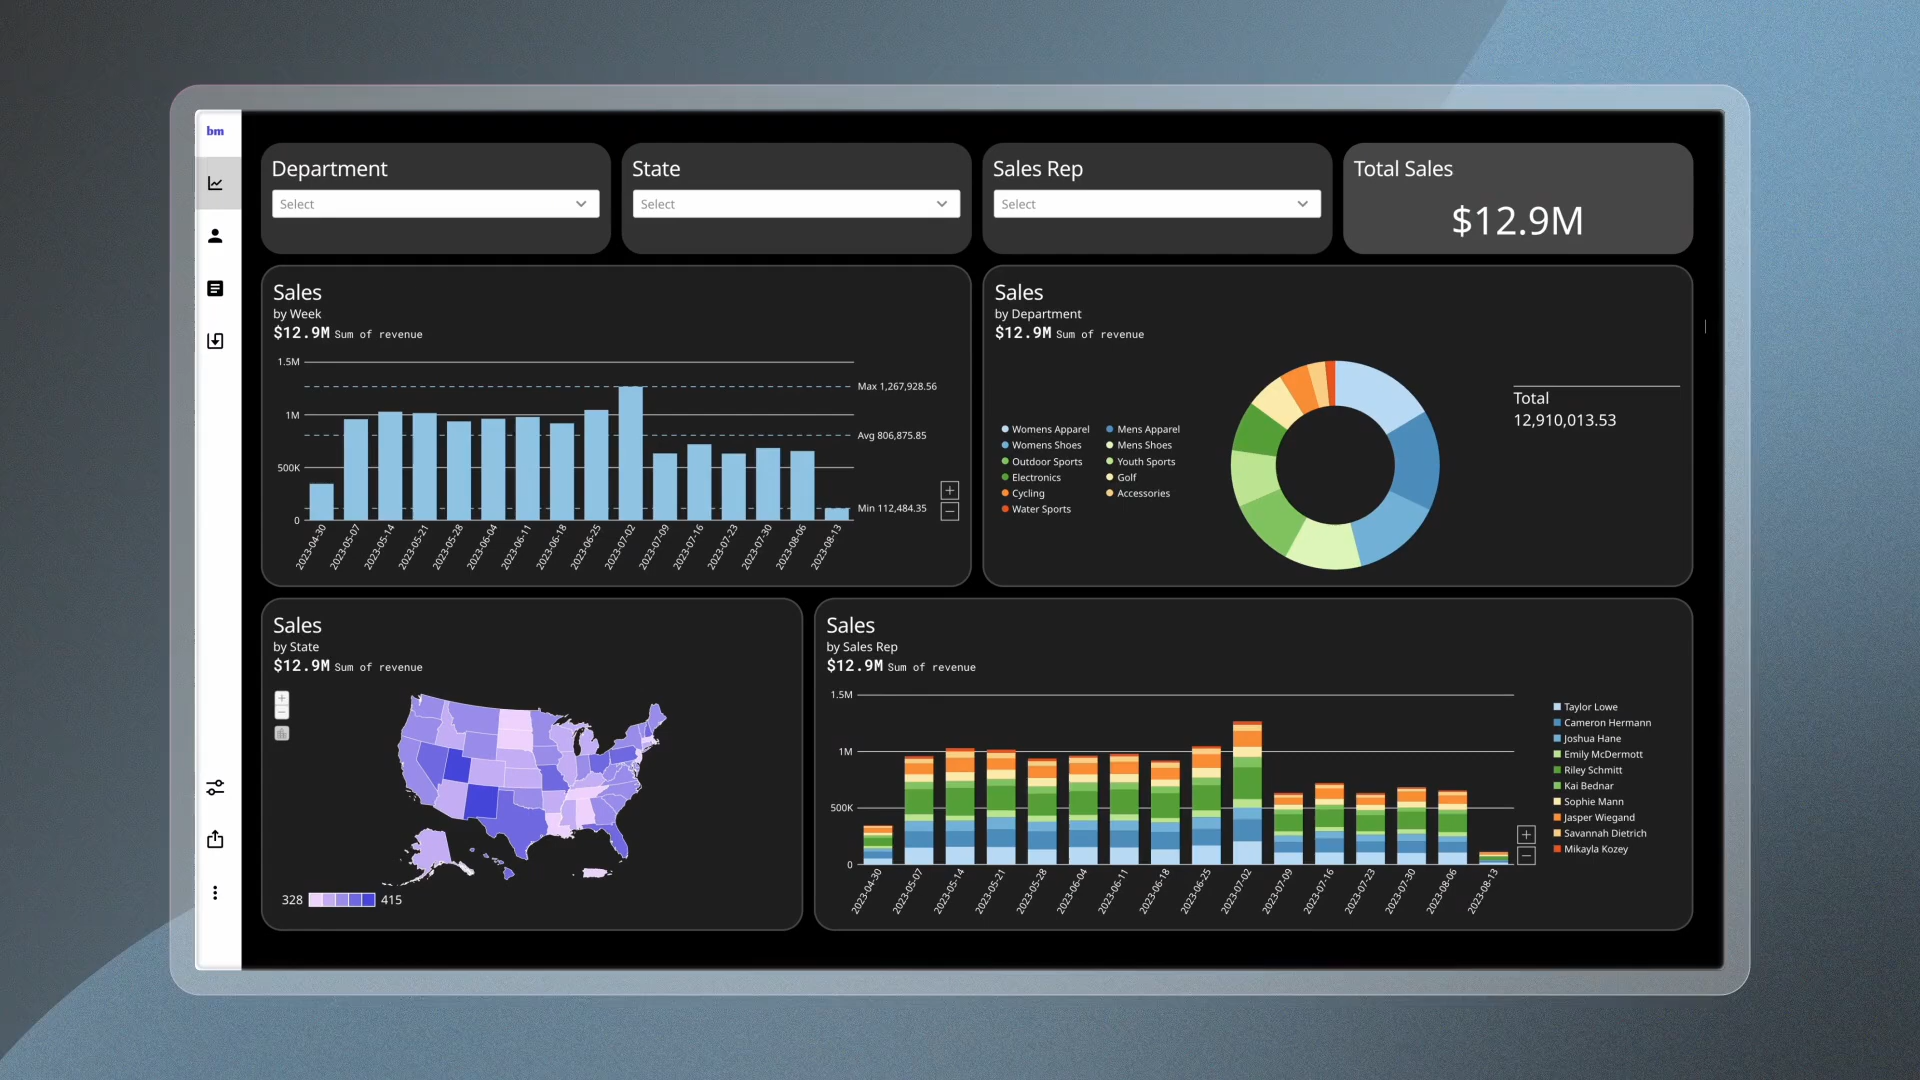 bm
Department
Select
State
Select
Sales Rep
Select
Total Sales
$12.9M
Sales
by Week
$12.9M Sum of revenue
1.5M
Max 1,267,928.56
1M
Avg 806,875.85
500K
Min 112,484.35
0
2023-04-30
2023-05-07
2023-05-14
2023-05-21
2023-05-28
2023-06-04
2023-06-11
2023-06-18
2023-06-25
2023-07-02
2023-07-09
2023-07-16
2023-07-23
2023-07-30
2023-08-06
2023-08-13
Sales
by Department
$12.9M Sum of revenue
Womens Apparel Mens Apparel
Womens Shoes Mens Shoes
Outdoor Sports Youth Sports
Electronics Golf
Cycling Accessories
Water Sports
Total
12,910,013.53
Sales
by State
$12.9M Sum of revenue
328 415
Sales
by Sales Rep
$12.9M Sum of revenue
1.5M
1M
500K
0
2023-04-30
2023-05-07
2023-05-14
2023-05-21
2023-05-28
2023-06-04
2023-06-11
2023-06-18
2023-06-25
2023-07-02
2023-07-09
2023-07-16
2023-07-23
2023-07-30
2023-08-06
2023-08-13
Taylor Lowe
Cameron Hermann
Joshua Hane
Emily McDermott
Riley Schmitt
Kai Bednar
Sophie Mann
Jasper Wiegand
Savannah Dietrich
Mikayla Kozey